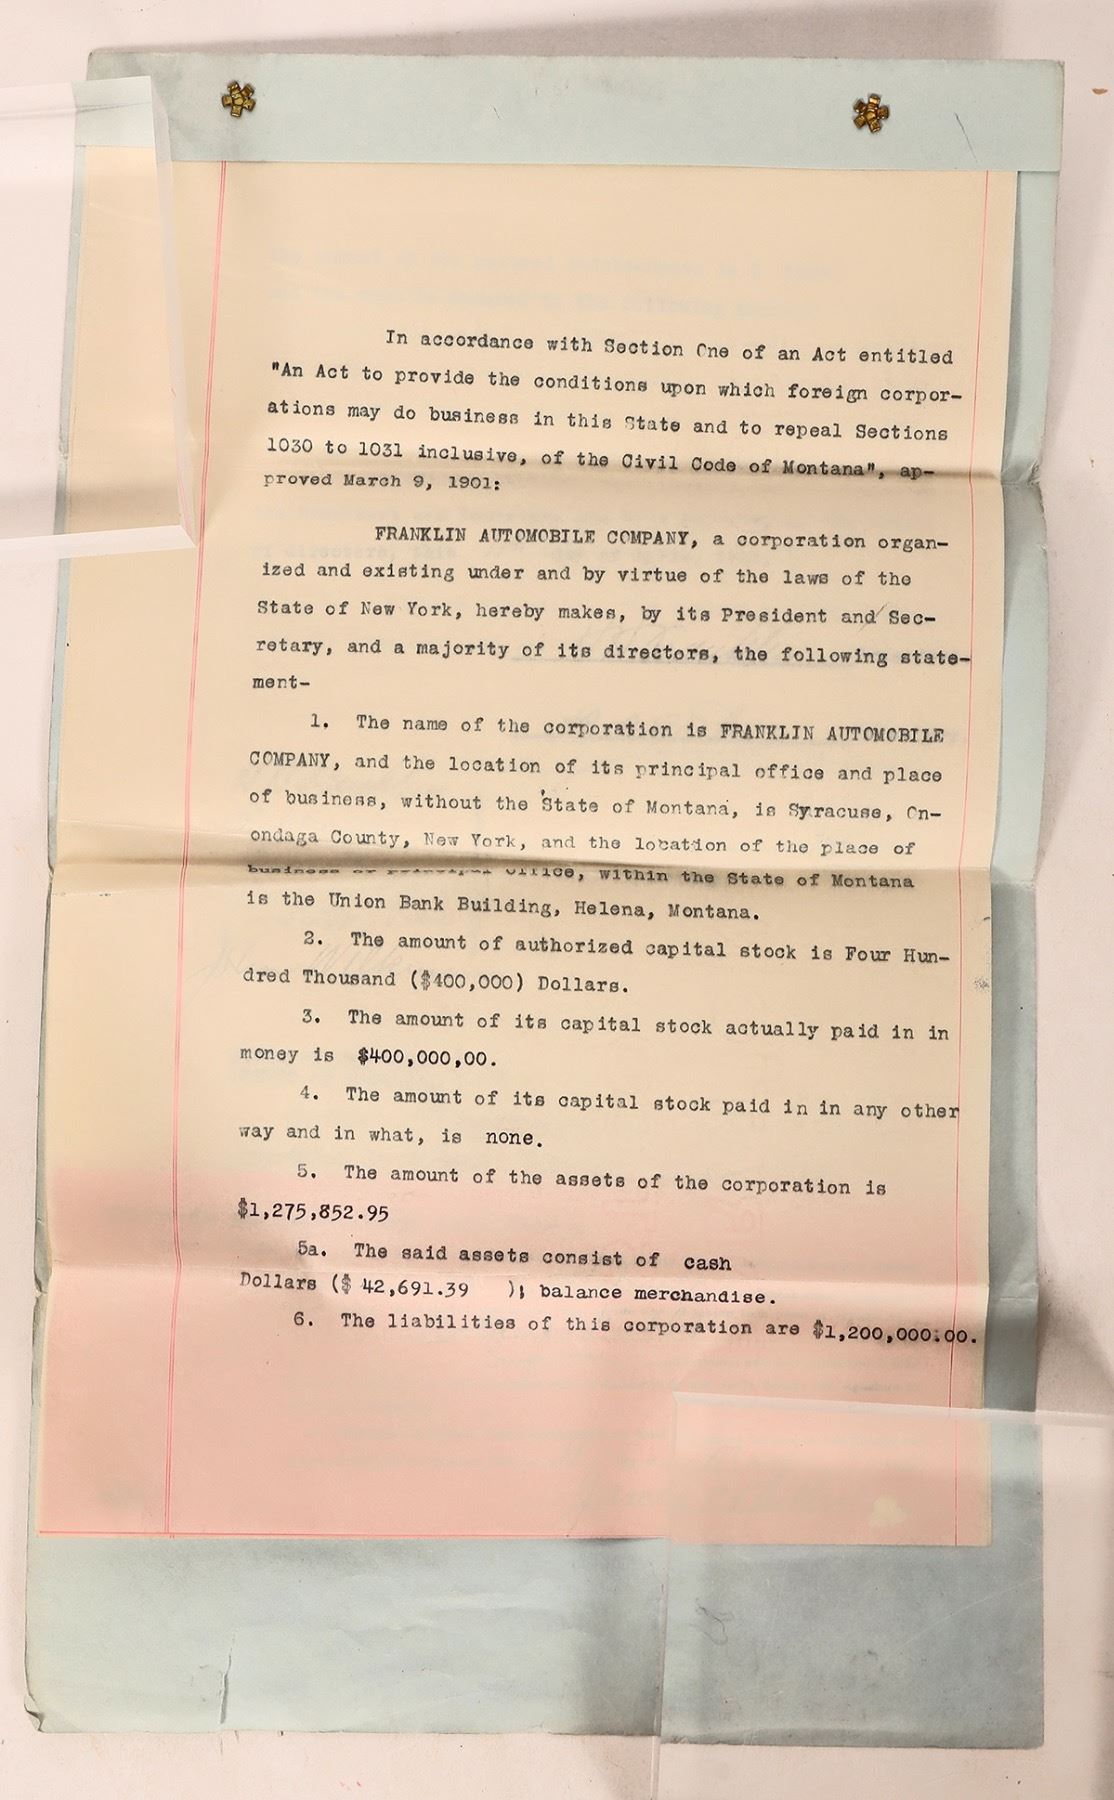 In accordance with Section One of an Act entitled
"An Act to provide the conditions upon which foreign corpor-
ations may do business in this State and to repeal Sections
1030 to 1031 inclusive, of the Civil Code of Montana", ap-
proved March 9, 1901:
FRANKLIN AUTOMOBILE COMPANY, a corporation organ-
ized and existing under and by virtue of the laws of the
State of New York, hereby makes, by its President and Sec-
retary, and a majority of its directors, the following state-
ment-
1. The name of the corporation is FRANKLIN AUTOMOBILE
COMPANY, and the location of its principal office and place
of business, without the State of Montana, is Syracuse, On-
ondaga County, New York, and the location of the place of
business or principal office, within the State of Montana
is the Union Bank Building, Helena, Montana.
2. The amount of authorized capital stock is Four Hun-
dred Thousand ($400,000) Dollars.
3. The amount of its capital stock actually paid in in
money is $400,000,00.
4. The amount of its capital stock paid in in any other
way and in what, is none.
5. The amount of the assets of the corporation is
$1,275,852.95
5a. The said assets consist of cash
Dollars ($ 42,691.39 ); balance merchandise.
6. The liabilities of this corporation are $1,200,000.00.